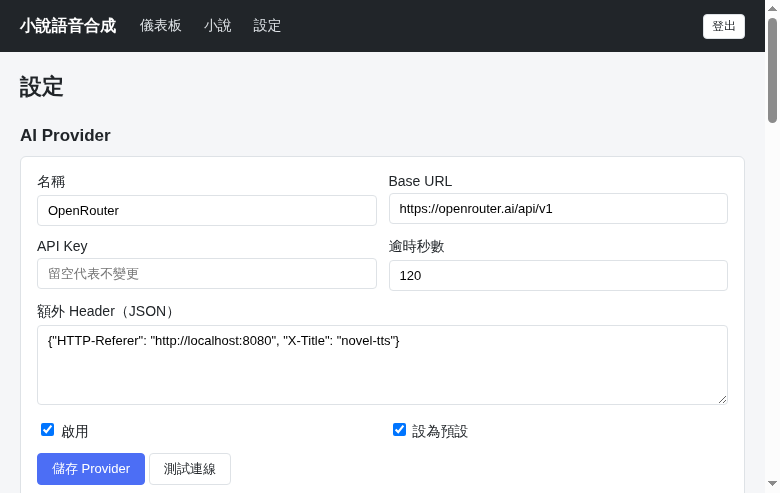 小說語音合成 儀表板 小說 設定 登出
設定
AI Provider
名稱 Base URL
OpenRouter https://openrouter.ai/api/v1
API Key 逾時秒數
留空代表不變更 120
額外 Header（JSON）
{"HTTP-Referer": "http://localhost:8080", "X-Title": "novel-tts"}
啟用 設為預設
儲存 Provider 測試連線